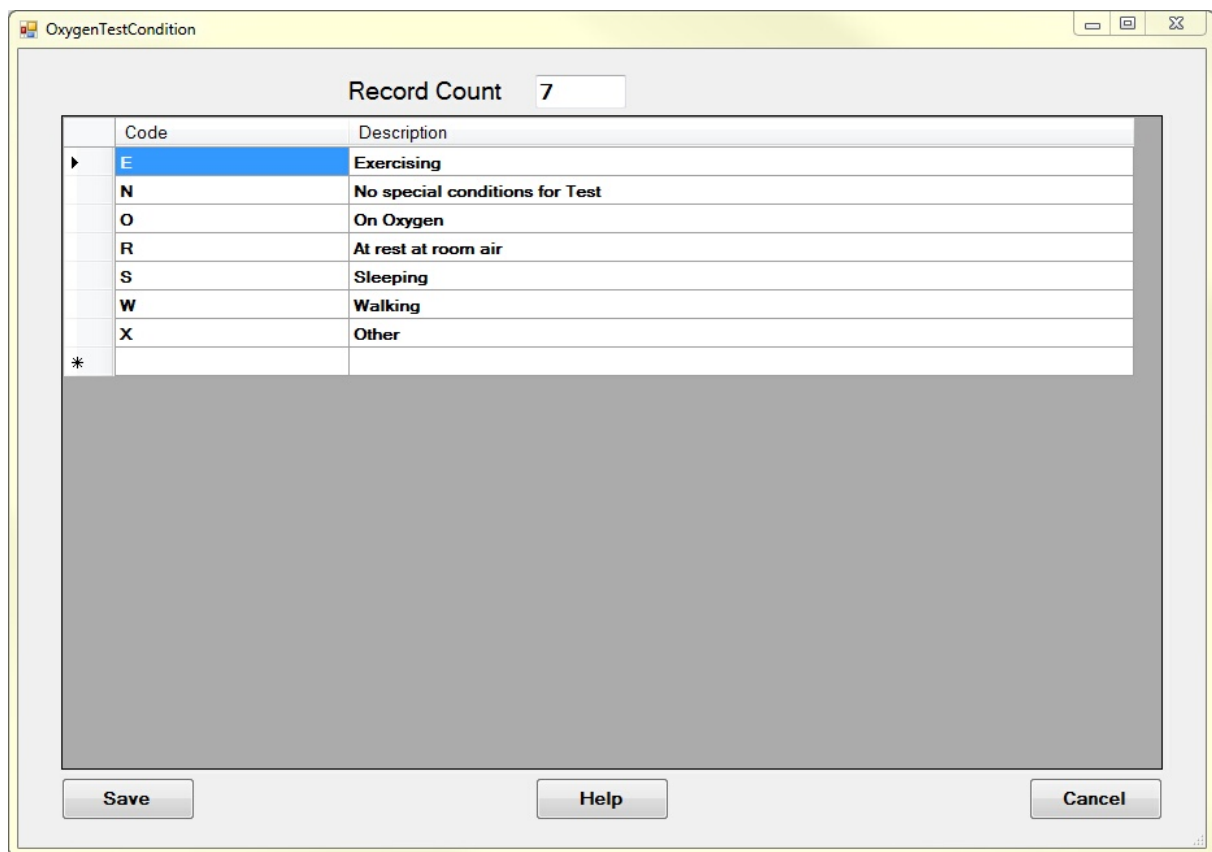 OxygenTestCondition
Record Count 7
Code Description
E Exercising
N No special conditions for Test
O On Oxygen
R At rest at room air
S Sleeping
W Walking
X Other
Save Help Cancel